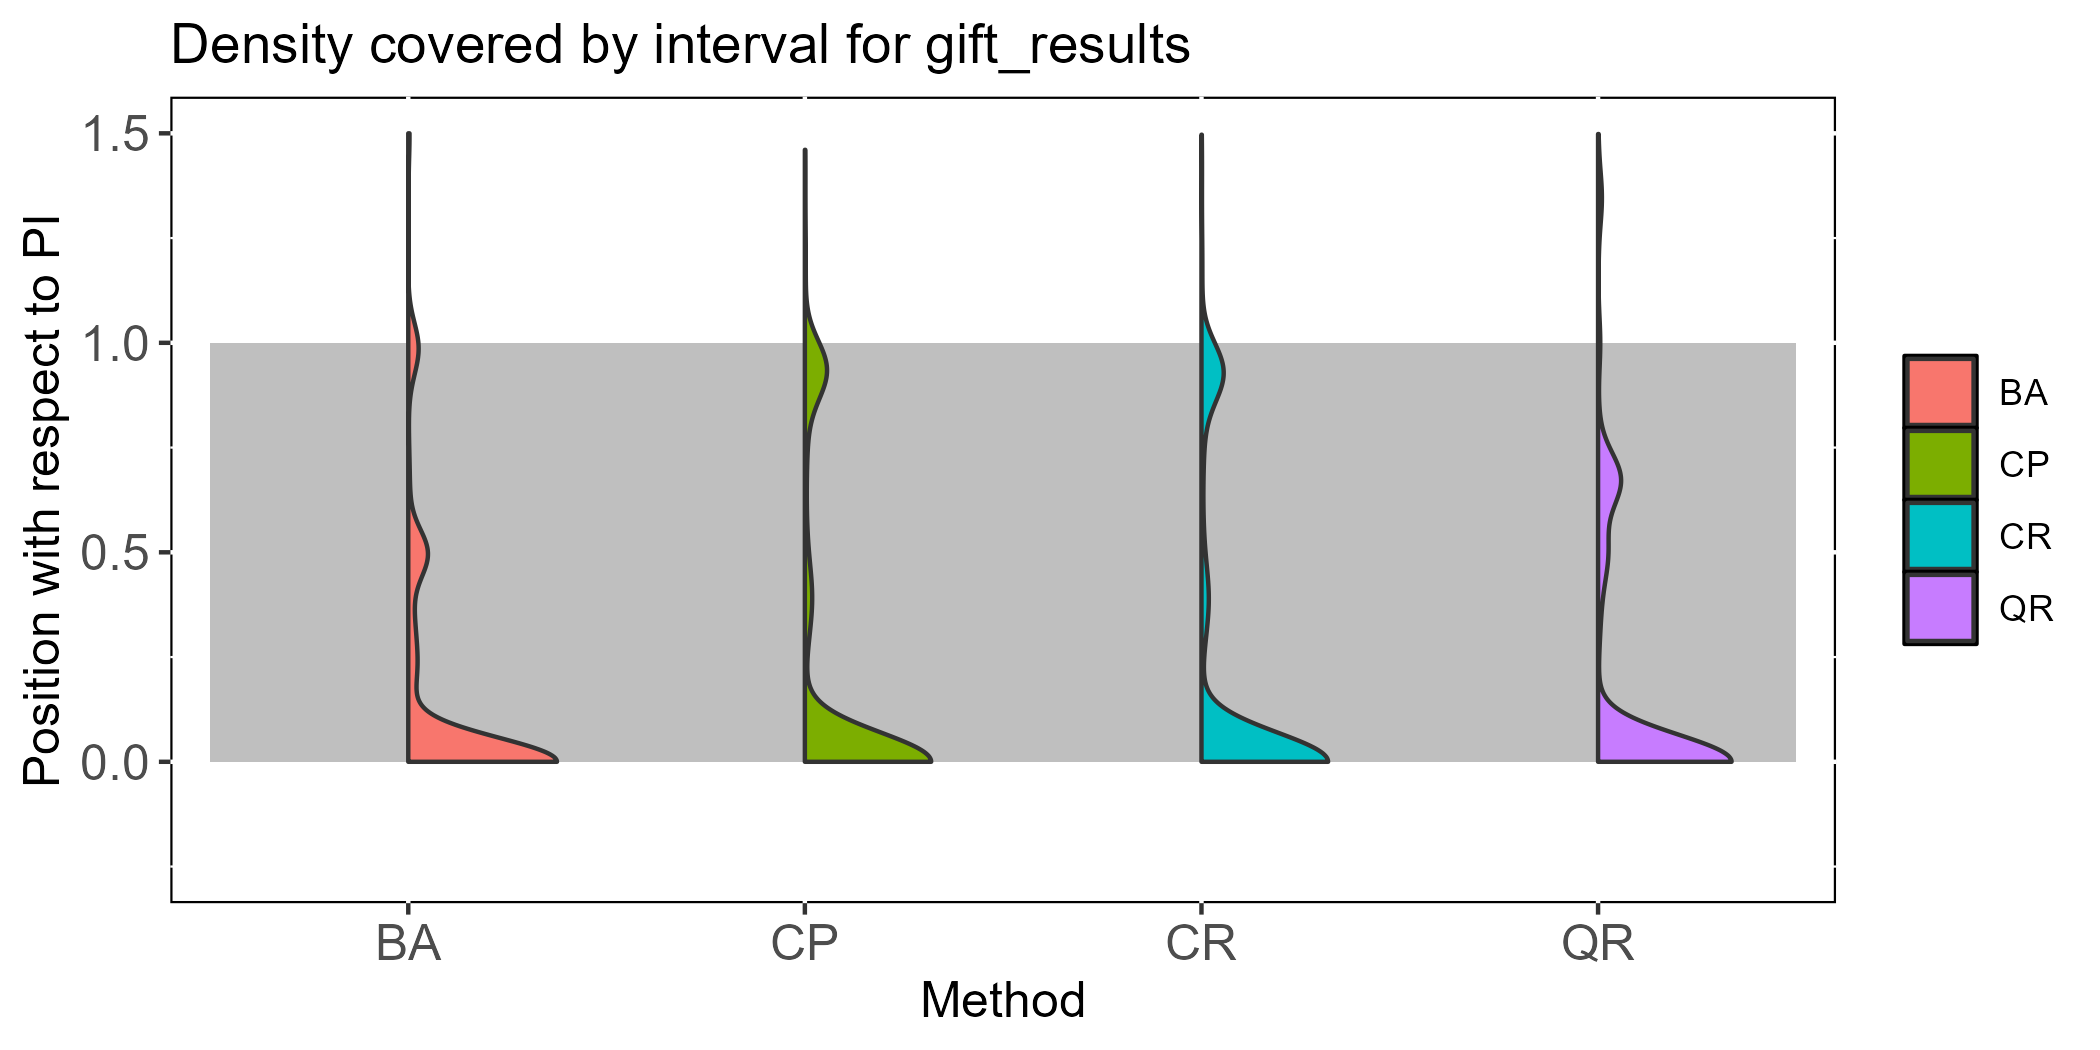 Density covered by interval for gift_results
Position with respect to PI
1.5
1.0
0.5
0.0
BA
CP
CR
QR
Method
BA
CP
CR
QR